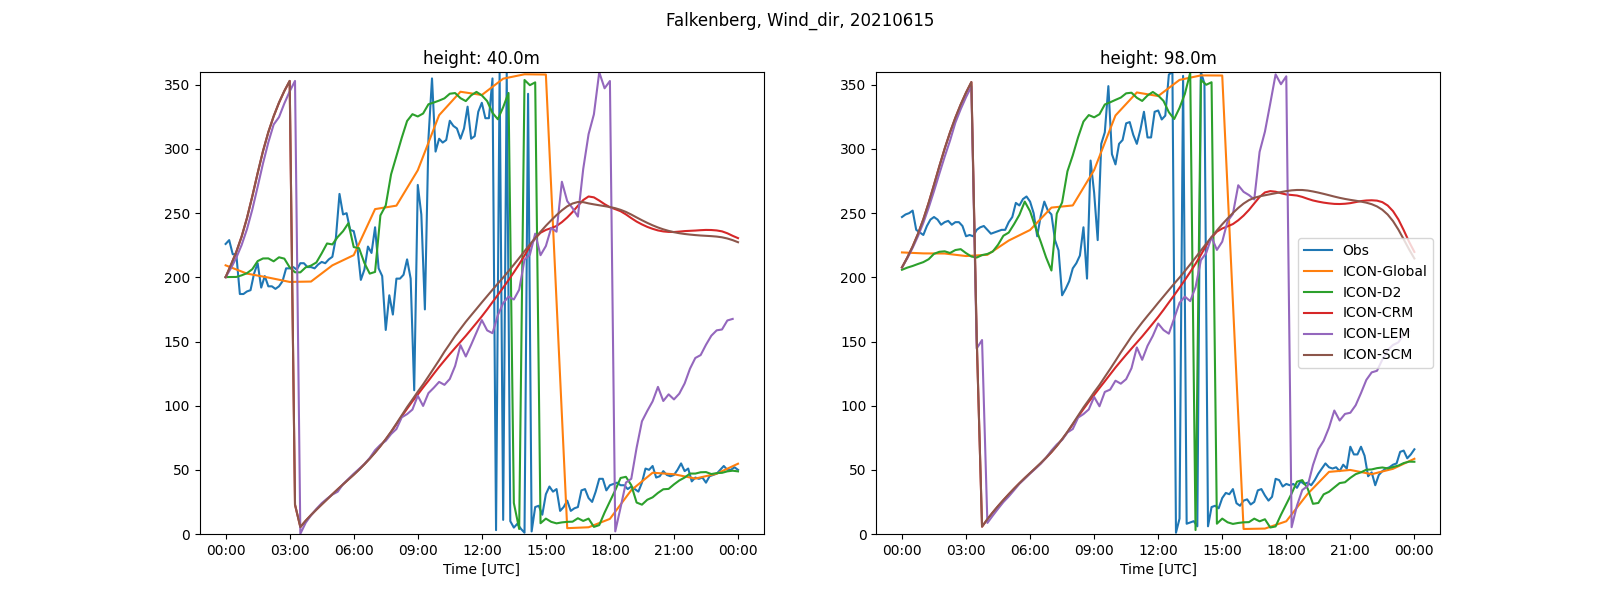 Falkenberg, Wind_dir, 20210615
height: 40.0m
350
300
250
200
150
100
50
0
00:00 03:00 06:00 09:00 12:00 15:00 18:00 21:00 00:00
Time [UTC]
height: 98.0m
350
300
250
200
150
100
50
0
00:00 03:00 06:00 09:00 12:00 15:00 18:00 21:00 00:00
Time [UTC]
Obs
ICON-Global
ICON-D2
ICON-CRM
ICON-LEM
ICON-SCM